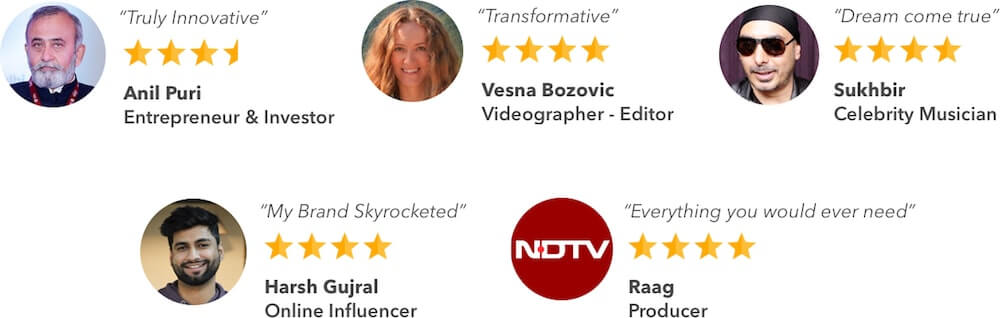 “Truly Innovative”
Anil Puri
Entrepreneur & Investor
“Transformative”
Vesna Bozovic
Videographer - Editor
“Dream come true”
Sukhbir
Celebrity Musician
“My Brand Skyrocketed”
Harsh Gujral
Online Influencer
NDTV
“Everything you would ever need”
Raag
Producer